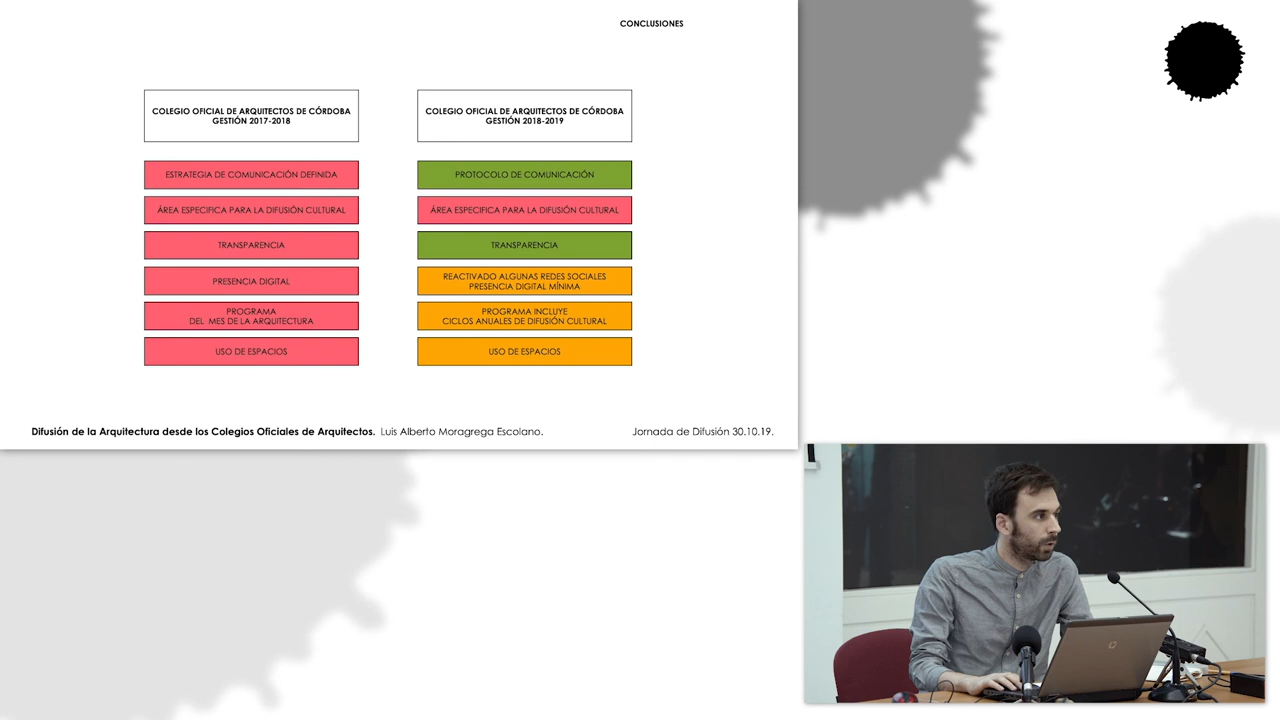 CONCLUSIONES
COLEGIO OFICIAL DE ARQUITECTOS DE CÓRDOBA
GESTIÓN 2017-2018
ESTRATEGIA DE COMUNICACIÓN DEFINIDA
ÁREA ESPECIFICA PARA LA DIFUSIÓN CULTURAL
TRANSPARENCIA
PRESENCIA DIGITAL
PROGRAMA
DEL MES DE LA ARQUITECTURA
USO DE ESPACIOS
COLEGIO OFICIAL DE ARQUITECTOS DE CÓRDOBA
GESTIÓN 2018-2019
PROTOCOLO DE COMUNICACIÓN
ÁREA ESPECIFICA PARA LA DIFUSIÓN CULTURAL
TRANSPARENCIA
REACTIVADO ALGUNAS REDES SOCIALES
PRESENCIA DIGITAL MÍNIMA
PROGRAMA INCLUYE
CICLOS ANUALES DE DIFUSIÓN CULTURAL
USO DE ESPACIOS
Difusión de la Arquitectura desde los Colegios Oficiales de Arquitectos. Luis Alberto Moragrega Escolano.
Jornada de Difusión 30.10.19.